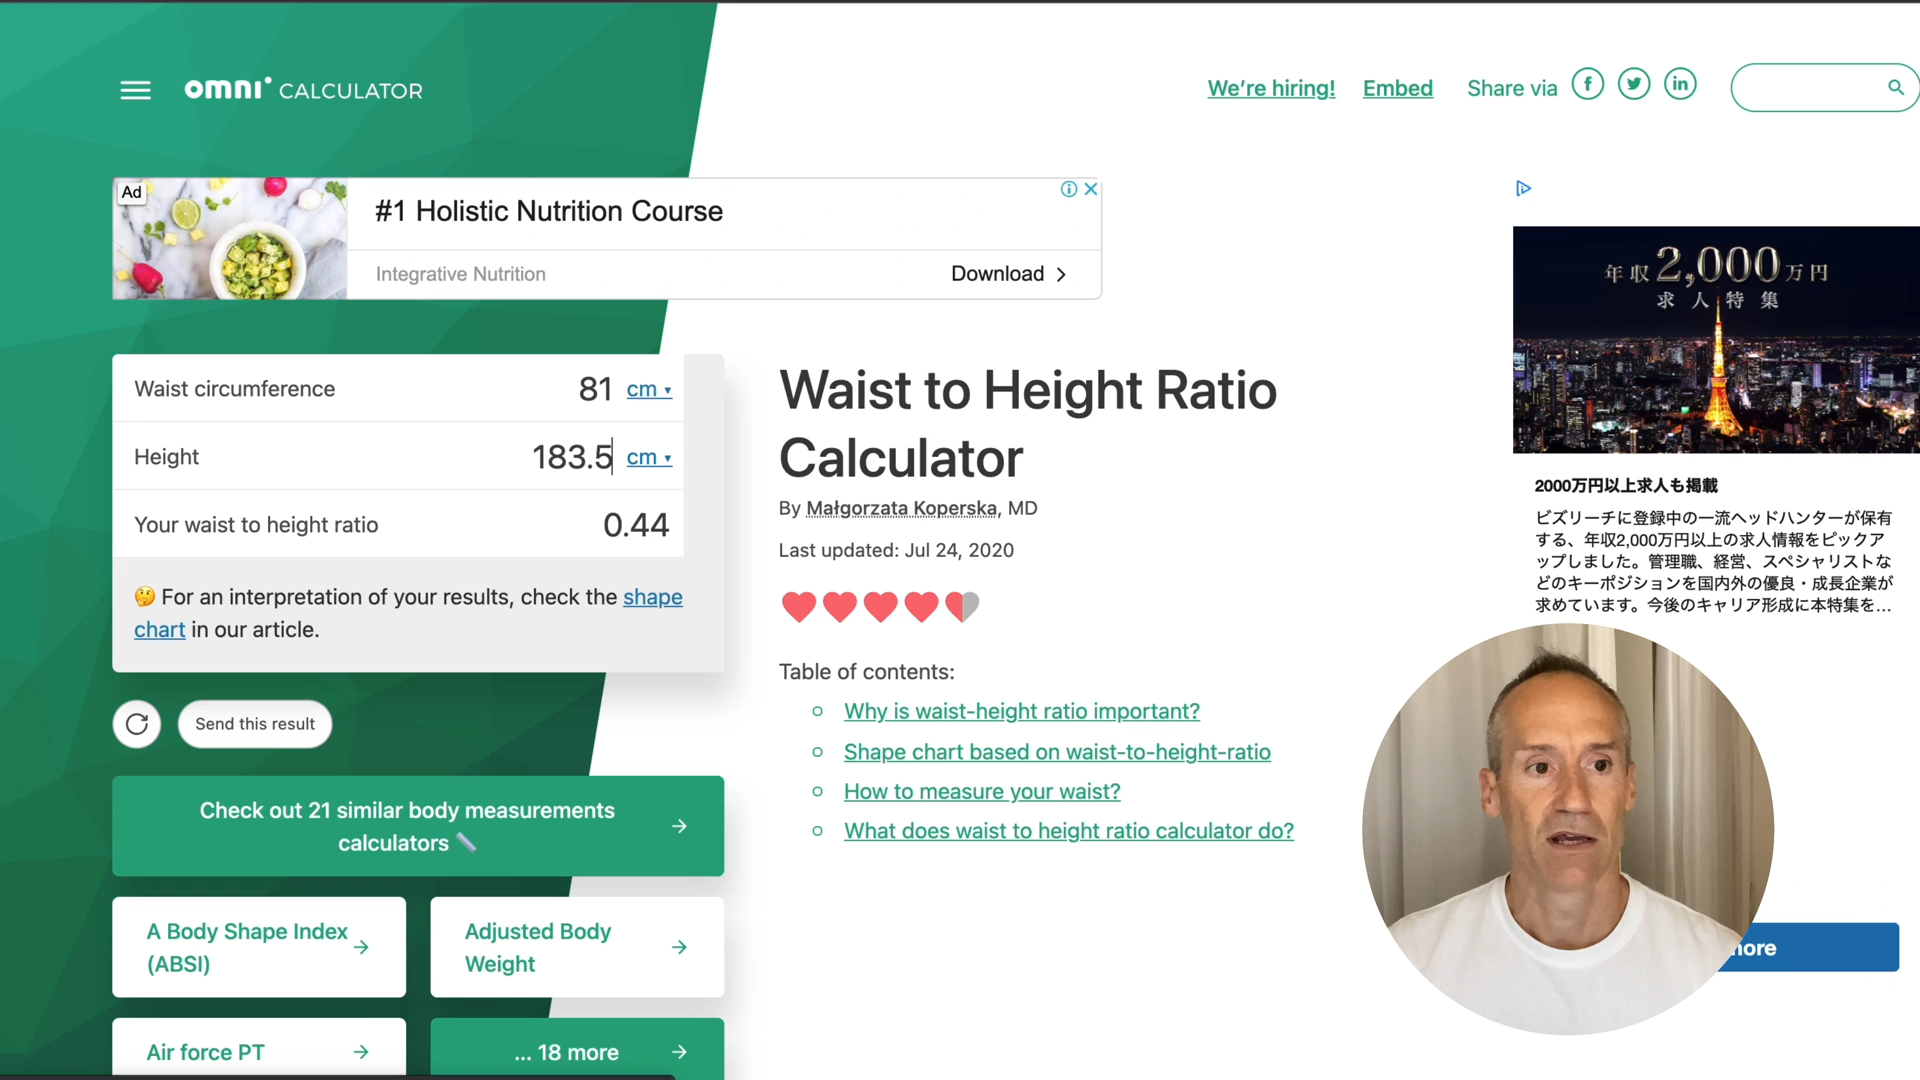 omni CALCULATOR
We're hiring!
Embed
Share via
Ad
#1 Holistic Nutrition Course
Integrative Nutrition
Download
年収2,000万円
求人特集
Waist circumference 81 cm
Height 183.5 cm
Your waist to height ratio 0.44
For an interpretation of your results, check the shape
chart in our article.
Send this result
Check out 21 similar body measurements
calculators
A Body Shape Index
(ABSI)
Adjusted Body
Weight
Air force PT
... 18 more
Waist to Height Ratio
Calculator
By Małgorzata Koperska, MD
Last updated: Jul 24, 2020
Table of contents:
Why is waist-height ratio important?
Shape chart based on waist-to-height-ratio
How to measure your waist?
What does waist to height ratio calculator do?
2000万円以上求人も掲載
ビズリーチに登録中の一流ヘッドハンターが保有
する、年収2,000万円以上の求人情報をピックア
ップしました。管理職、経営、スペシャリストな
どのキーポジションを国内外の優良・成長企業が
求めています。今後のキャリア形成に本特集を...